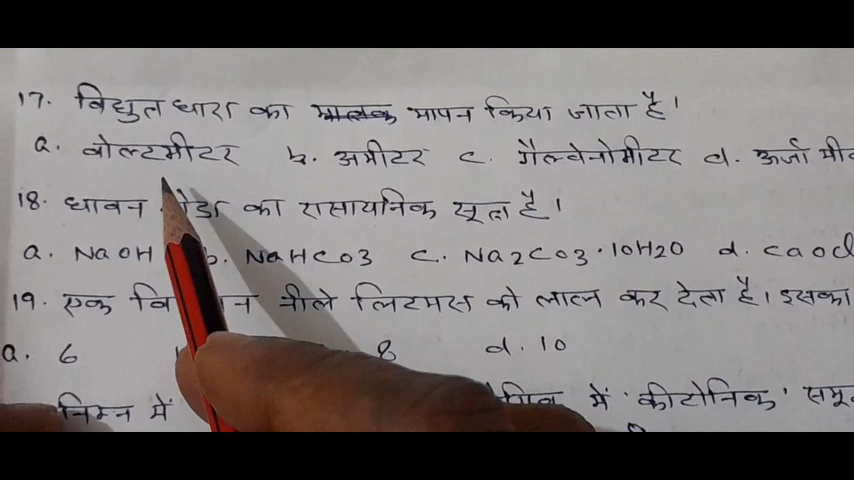 17. विद्युत धारा का मापन किया जाता है।
a. वोल्टमीटर b. अमीटर c. गैल्वेनोमीटर d. ऊर्जा
18. धावन का रासायनिक सूत्र है।
a. NaOH b. NaHCO3 c. Na2CO3·10H2O d. CaOCl
19. एक नीले लिटमस को लाल कर देता है। इसका
a. 6 8 d. 10
निम्न में में 'कीटोनिक'